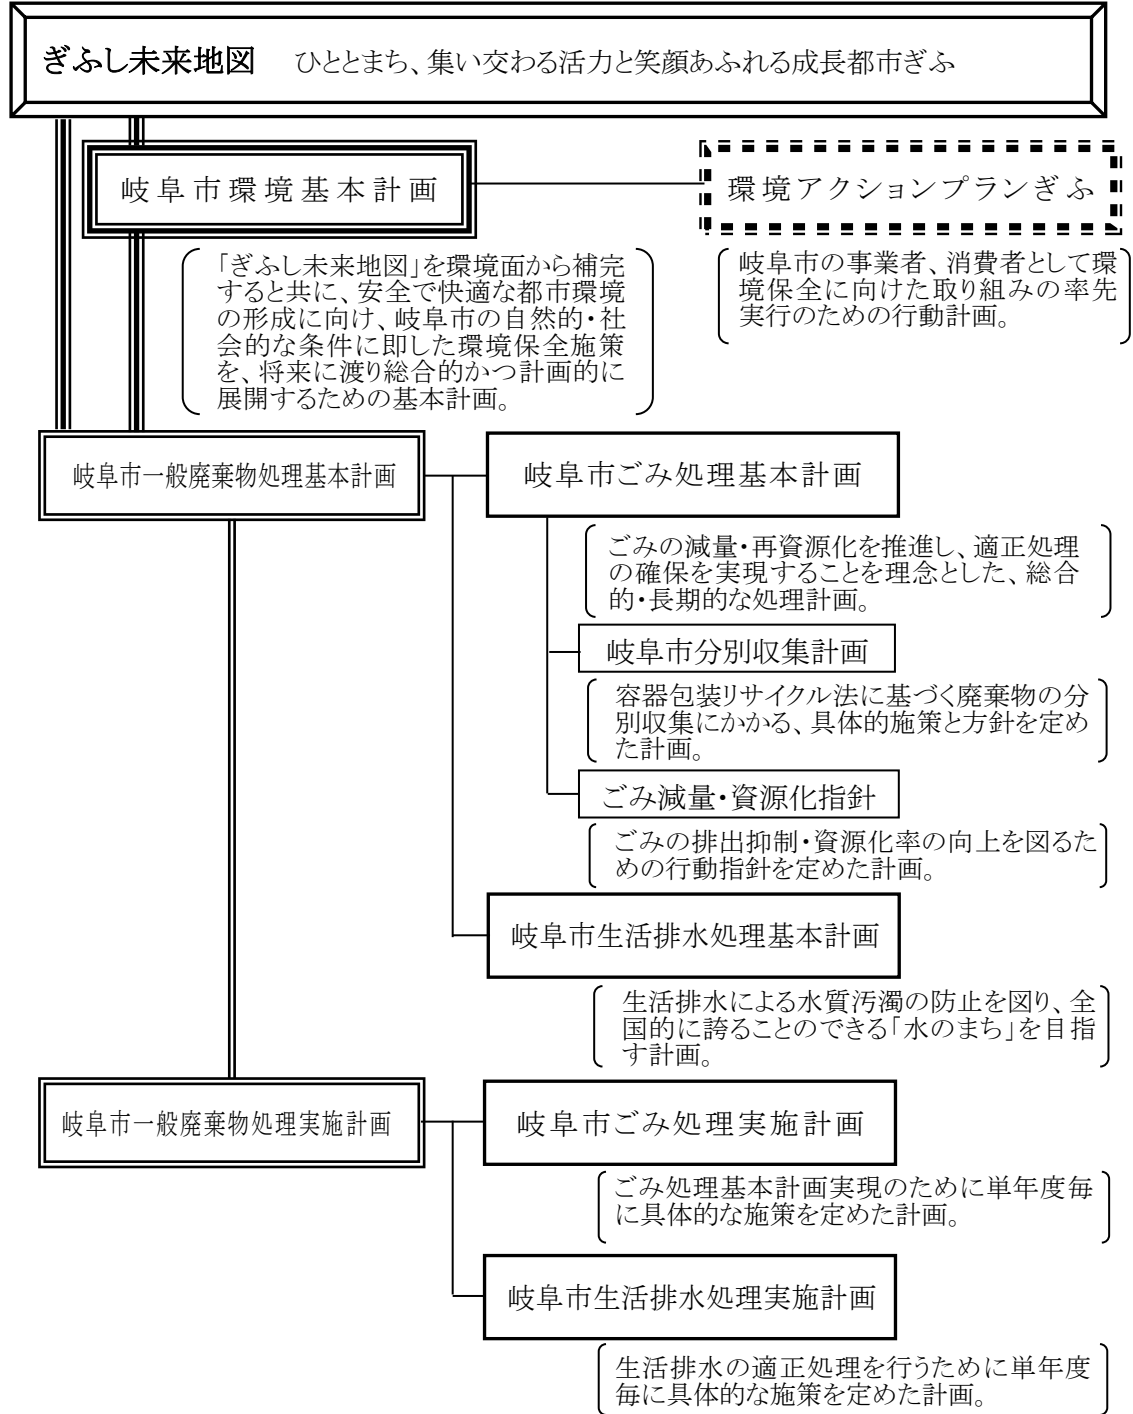 ぎふし未来地図 ひととまち、集い交わる活力と笑顔あふれる成長都市ぎふ
岐阜市環境基本計画
環境アクションプランぎふ
「ぎふし未来地図」を環境面から補完
すると共に、安全で快適な都市環境
の形成に向け、岐阜市の自然的・社
会的な条件に即した環境保全施策
を、将来に渡り総合的かつ計画的に
展開するための基本計画。
岐阜市の事業者、消費者として環
境保全に向けた取り組みの率先
実行のための行動計画。
岐阜市一般廃棄物処理基本計画
岐阜市ごみ処理基本計画
ごみの減量・再資源化を推進し、適正処理
の確保を実現することを理念とした、総合
的・長期的な処理計画。
岐阜市分別収集計画
容器包装リサイクル法に基づく廃棄物の分
別収集にかかる、具体的施策と方針を定め
た計画。
ごみ減量・資源化指針
ごみの排出抑制・資源化率の向上を図るた
めの行動指針を定めた計画。
岐阜市生活排水処理基本計画
生活排水による水質汚濁の防止を図り、全
国的に誇ることのできる「水のまち」を目指
す計画。
岐阜市一般廃棄物処理実施計画
岐阜市ごみ処理実施計画
ごみ処理基本計画実現のために単年度毎
に具体的な施策を定めた計画。
岐阜市生活排水処理実施計画
生活排水の適正処理を行うために単年度
毎に具体的な施策を定めた計画。